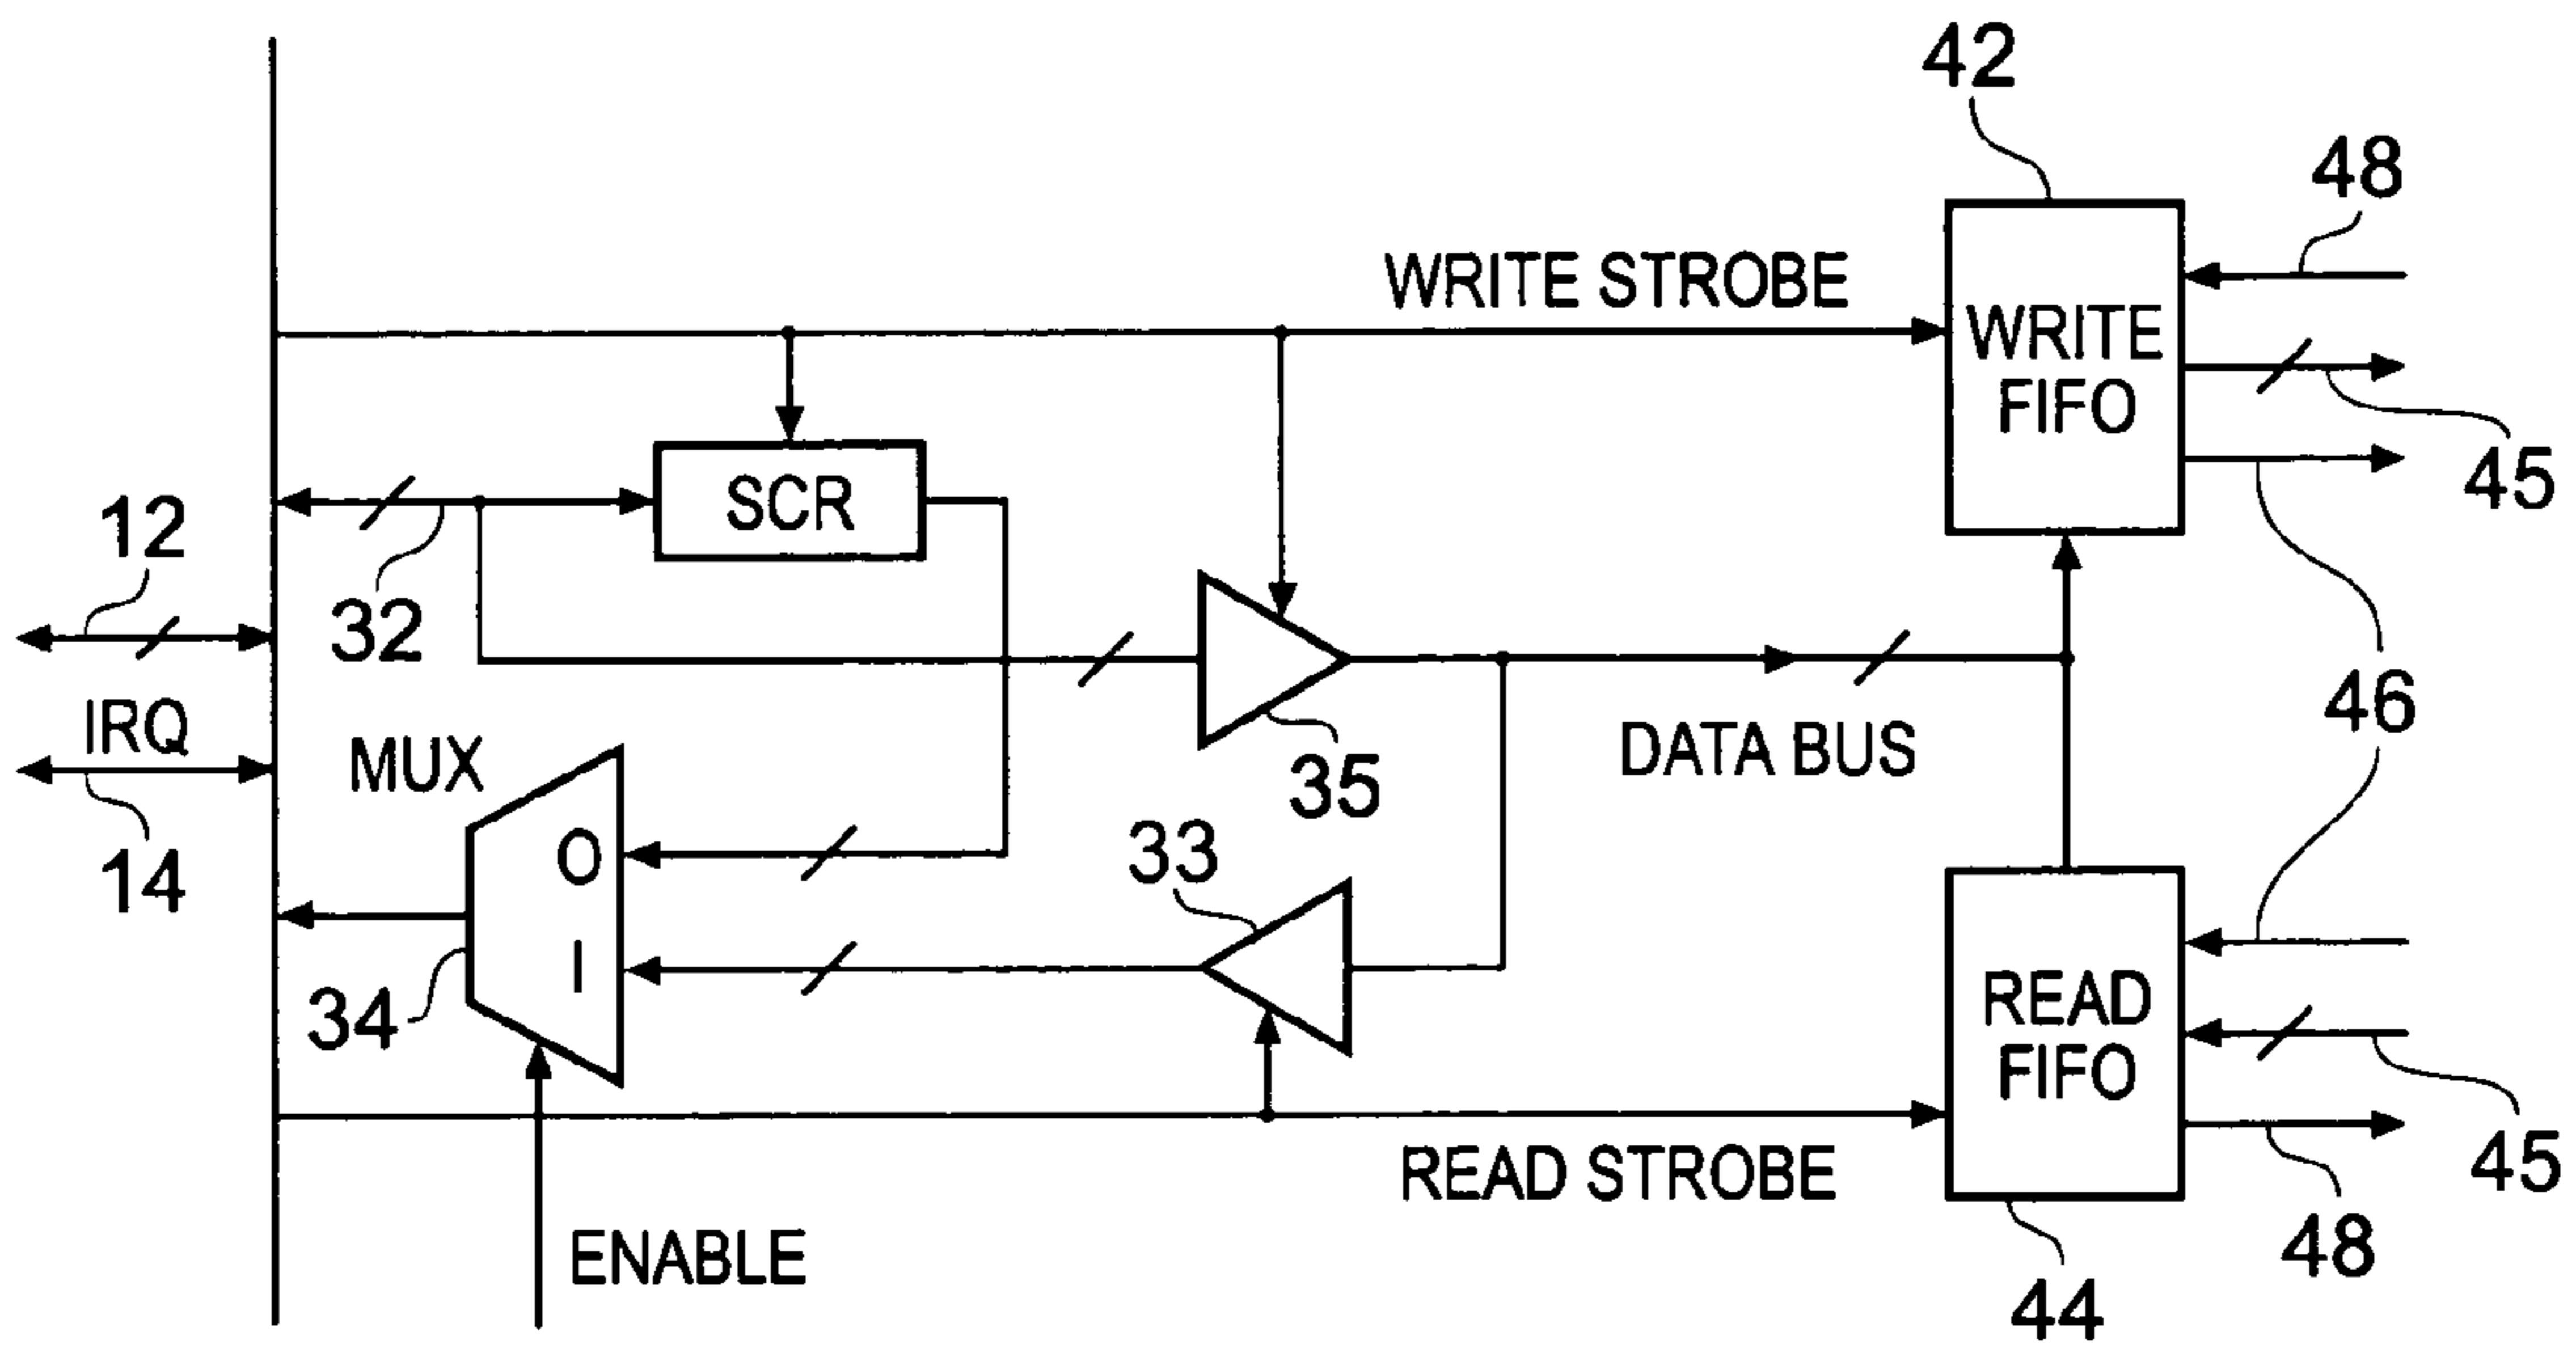 42
48
WRITE STROBE
WRITE
FIFO
45
SCR
12
32
46
IRQ
MUX
35
DATA BUS
14
O
33
I
34
READ
FIFO
READ STROBE
45
48
ENABLE
44